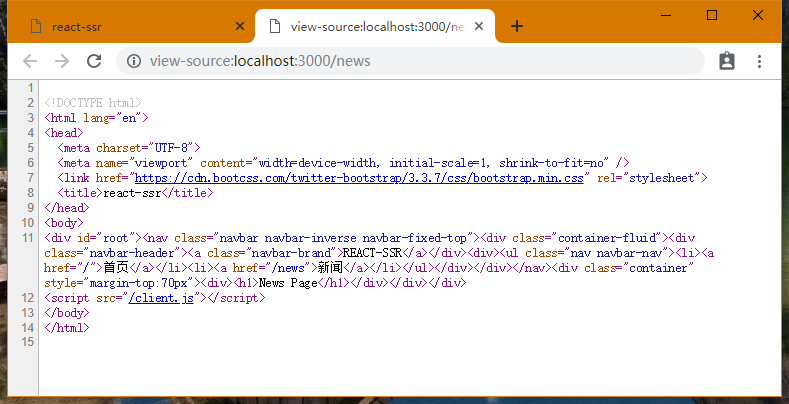 react-ssr
view-source:localhost:3000/ne
view-source:localhost:3000/news
1
2 <!DOCTYPE html>
3 <html lang="en">
4 <head>
5 <meta charset="UTF-8">
6 <meta name="viewport" content="width=device-width, initial-scale=1, shrink-to-fit=no" />
7 <link href="https://cdn.bootcss.com/twitter-bootstrap/3.3.7/css/bootstrap.min.css" rel="stylesheet">
8 <title>react-ssr</title>
9 </head>
10 <body>
11 <div id="root"><nav class="navbar navbar-inverse navbar-fixed-top"><div class="container-fluid"><div
class="navbar-header"><a class="navbar-brand">REACT-SSR</a></div><div><ul class="nav navbar-nav"><li><a
href="/">首页</a></li><li><a href="/news">新闻</a></li></ul></div></div></nav><div class="container"
style="margin-top:70px"><div><h1>News Page</h1></div></div></div>
12 <script src="/client.js"></script>
13 </body>
14 </html>
15